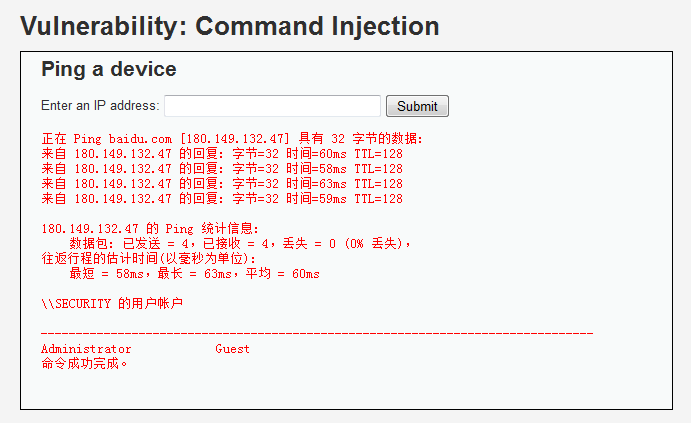 Vulnerability: Command Injection
Ping a device
Enter an IP address: Submit
正在 Ping baidu.com [180.149.132.47] 具有 32 字节的数据:
来自 180.149.132.47 的回复: 字节=32 时间=60ms TTL=128
来自 180.149.132.47 的回复: 字节=32 时间=58ms TTL=128
来自 180.149.132.47 的回复: 字节=32 时间=63ms TTL=128
来自 180.149.132.47 的回复: 字节=32 时间=59ms TTL=128
180.149.132.47 的 Ping 统计信息:
数据包: 已发送 = 4，已接收 = 4，丢失 = 0 (0% 丢失)，
往返行程的估计时间(以毫秒为单位):
最短 = 58ms，最长 = 63ms，平均 = 60ms
\\SECURITY 的用户帐户
-------------------------------------------------------------------------------
Administrator Guest
命令成功完成。